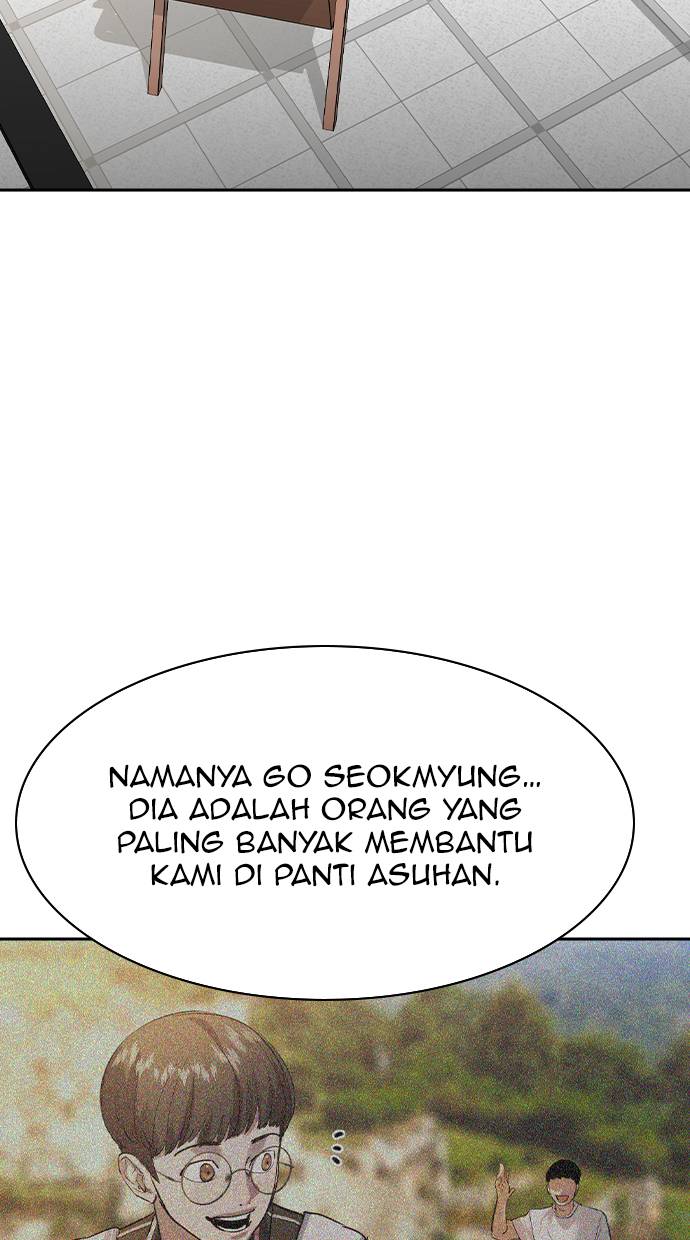 NAMANYA GO SEOKMYUNG...
DIA ADALAH ORANG YANG
PALING BANYAK MEMBANTU
KAMI DI PANTI ASUHAN.